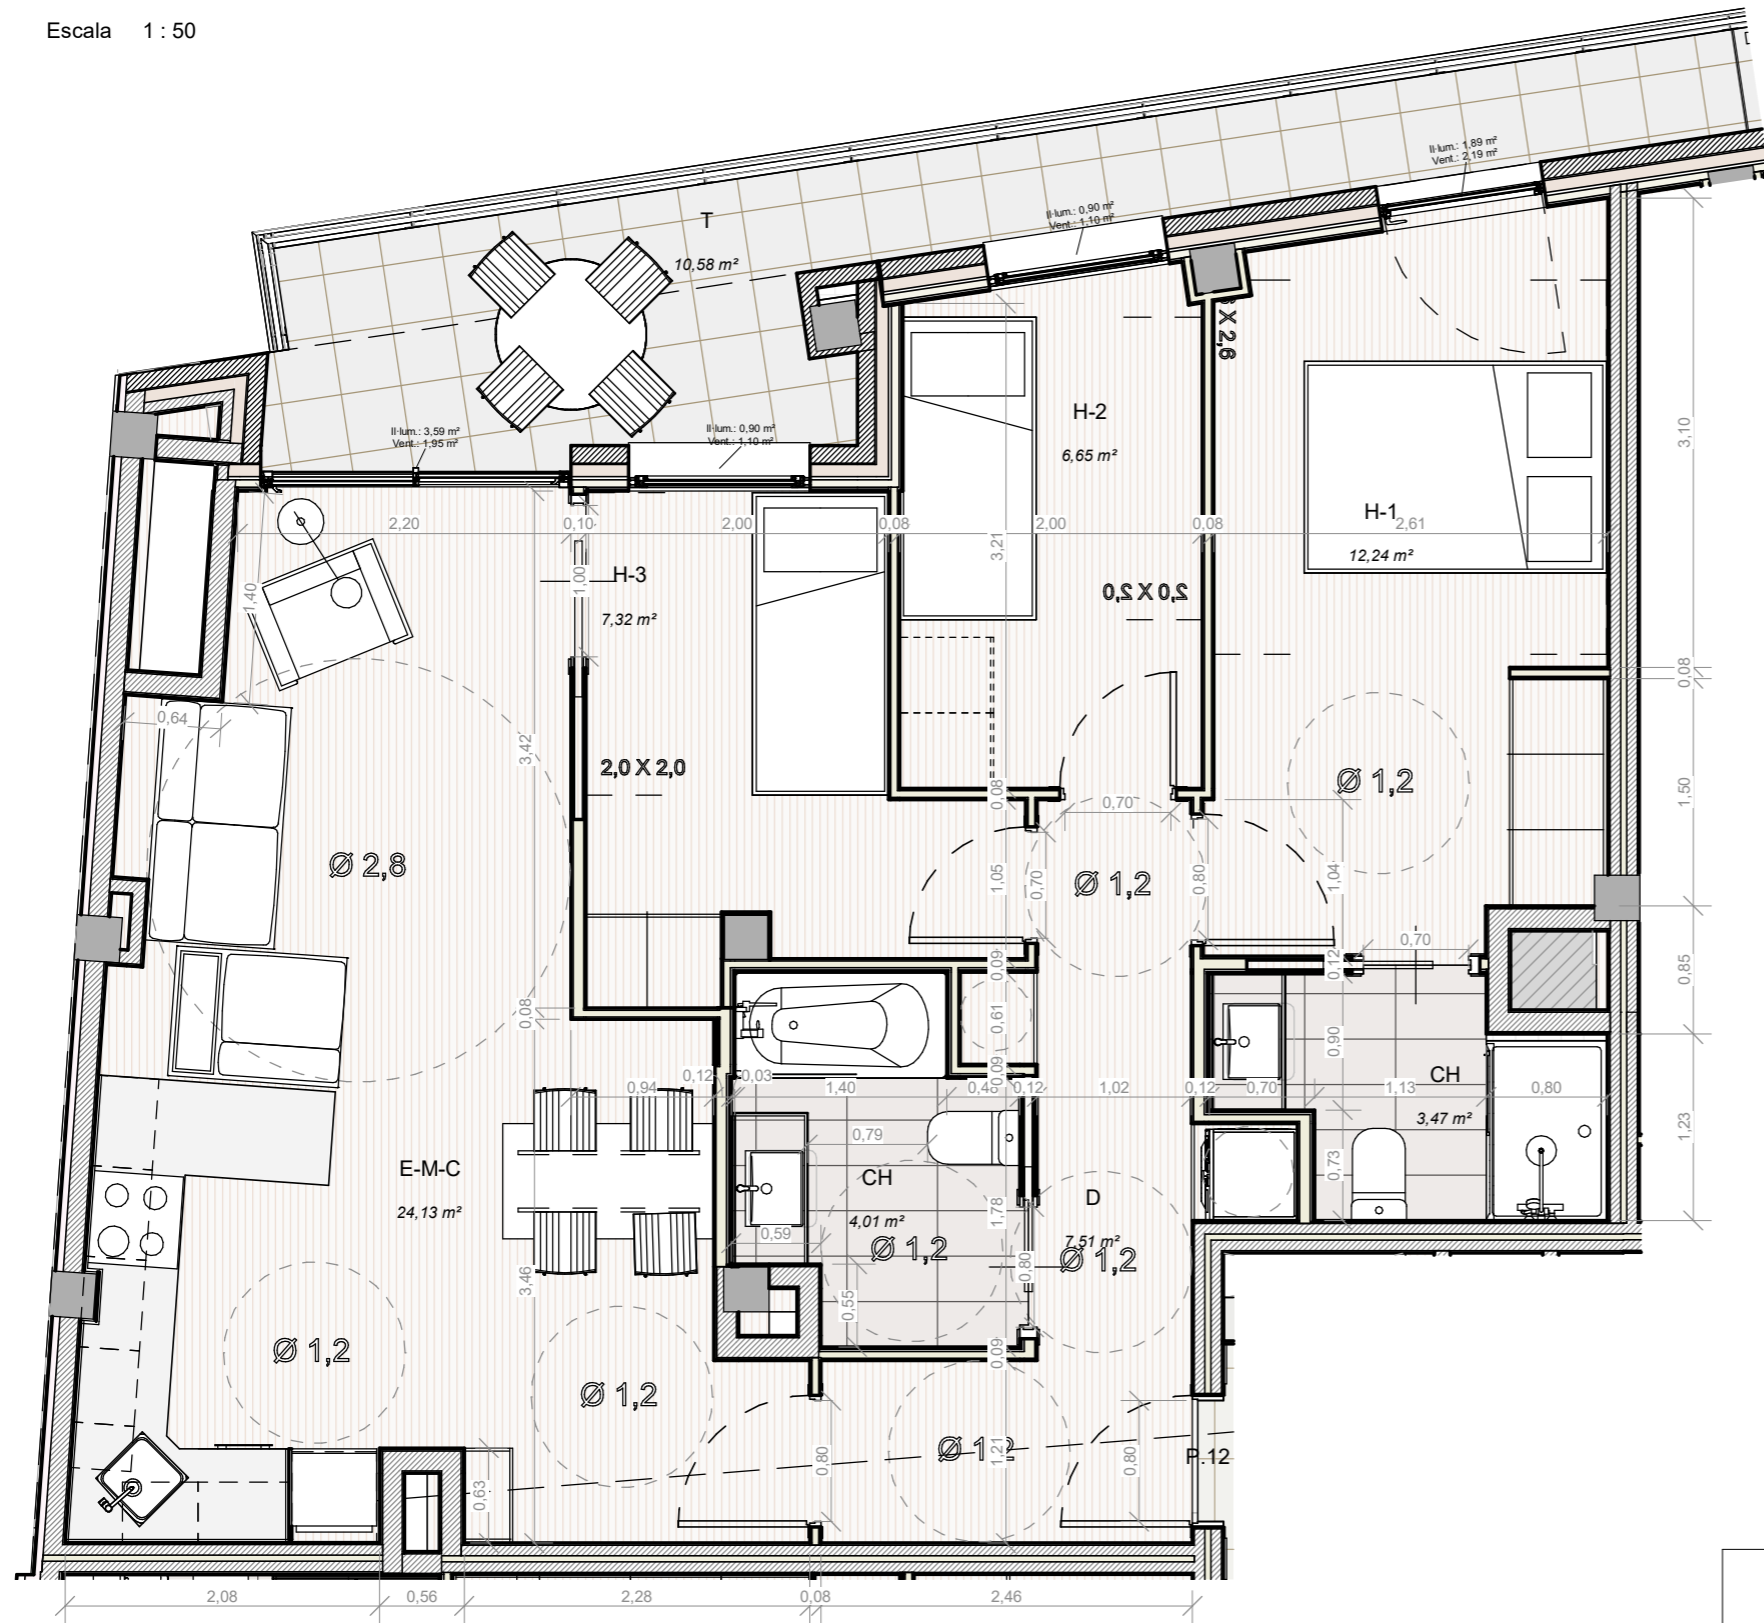 Escala 1 : 50
Il·lum.: 1,89 m²
Vent.: 2,19 m²
Il·lum.: 0,90 m²
Vent.: 1,10 m²
T
10,58 m²
X 2,6
H-2
6,65 m²
Il·lum.: 3,59 m²
Vent.: 1,95 m²
Il·lum.: 0,90 m²
Vent.: 1,10 m²
3,10
H-1
12,24 m²
2,20
0,10
2,00
0,08
2,00
0,08
2,61
3,21
H-3
7,32 m²
1,00
1,40
2,0 X 2,0
0,08
0,64
3,42
2,0 X 2,0
Ø 1,2
0,08
0,70
1,50
Ø 2,8
1,05
0,70
Ø 1,2
0,80
1,04
0,70
0,09
0,12
0,85
0,08
0,61
0,90
0,09
0,94
0,12
0,03
1,40
0,48
0,12
1,02
0,12
0,70
1,13
CH
0,80
3,47 m²
1,23
0,79
E-M-C
24,13 m²
CH
4,01 m²
0,73
D
7,51 m²
1,78
0,59
Ø 1,2
0,80
Ø 1,2
3,46
0,55
Ø 1,2
0,09
Ø 1,2
0,80
Ø 1,2
1,21
0,80
P.12
0,63
2,08
0,56
2,28
0,08
2,46